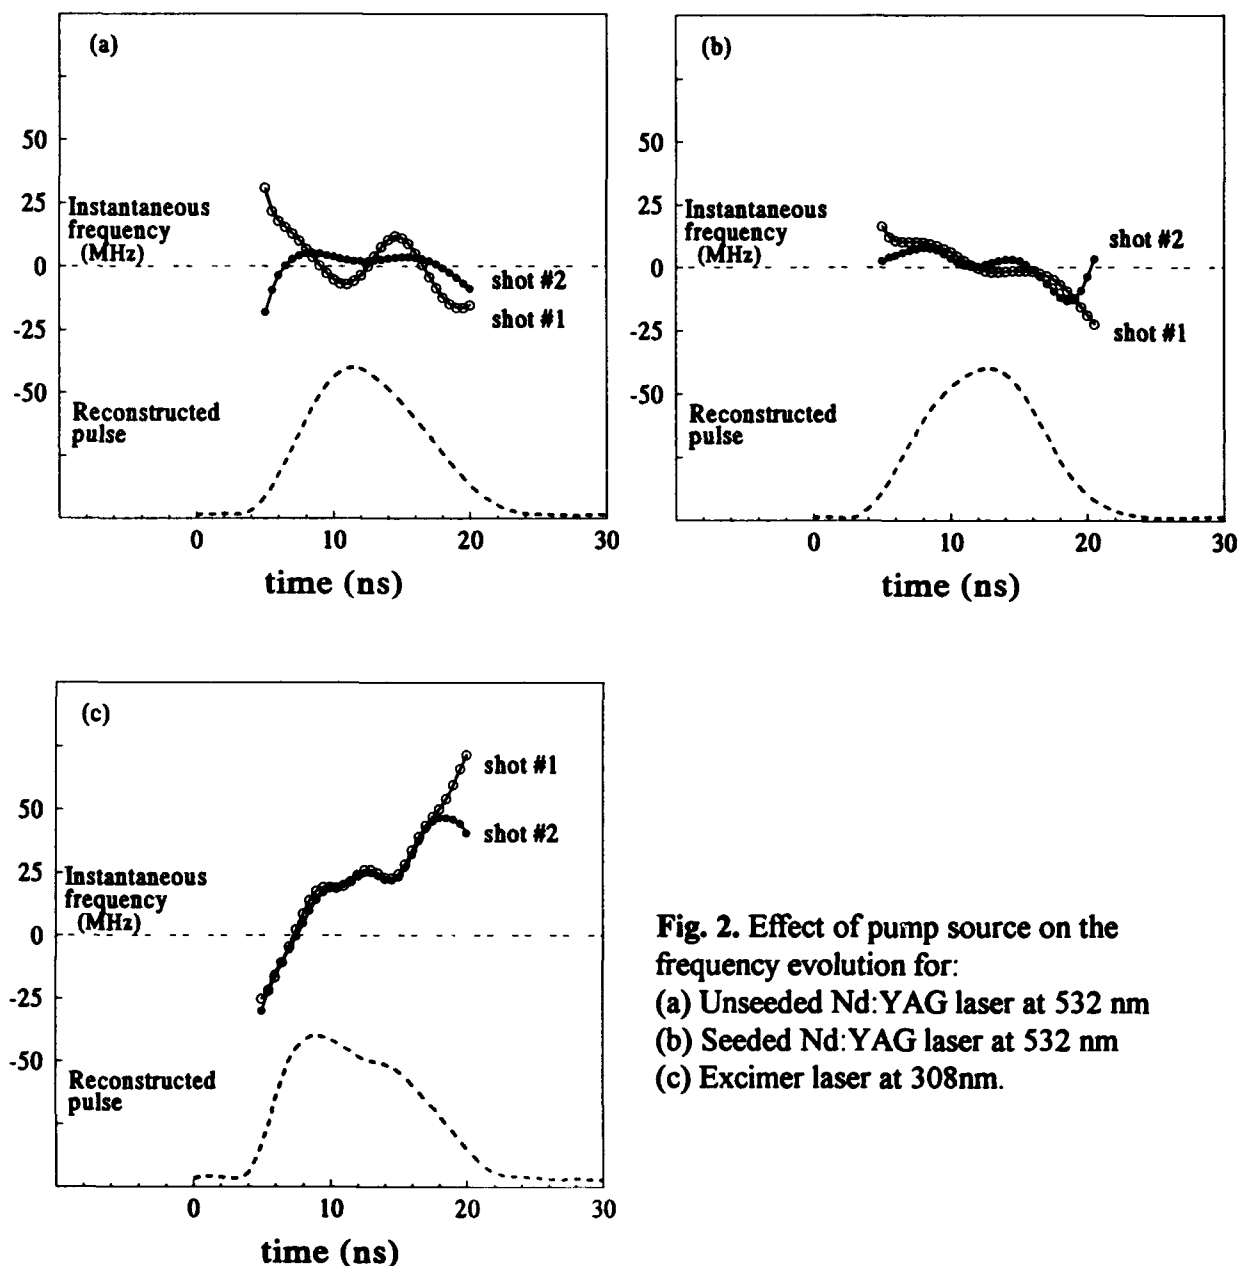 (a)
50
25
Instantaneous
frequency
(MHz)
0
-25
-50
shot #2
shot #1
Reconstructed
pulse
0
10
20
30
time (ns)
(b)
50
25
Instantaneous
frequency
(MHz)
0
-25
-50
shot #2
shot #1
Reconstructed
pulse
0
10
20
30
time (ns)
(c)
shot #1
shot #2
50
25
Instantaneous
frequency
(MHz)
0
-25
-50
Reconstructed
pulse
0
10
20
30
time (ns)
Fig. 2. Effect of pump source on the
frequency evolution for:
(a) Unseeded Nd:YAG laser at 532 nm
(b) Seeded Nd:YAG laser at 532 nm
(c) Excimer laser at 308nm.